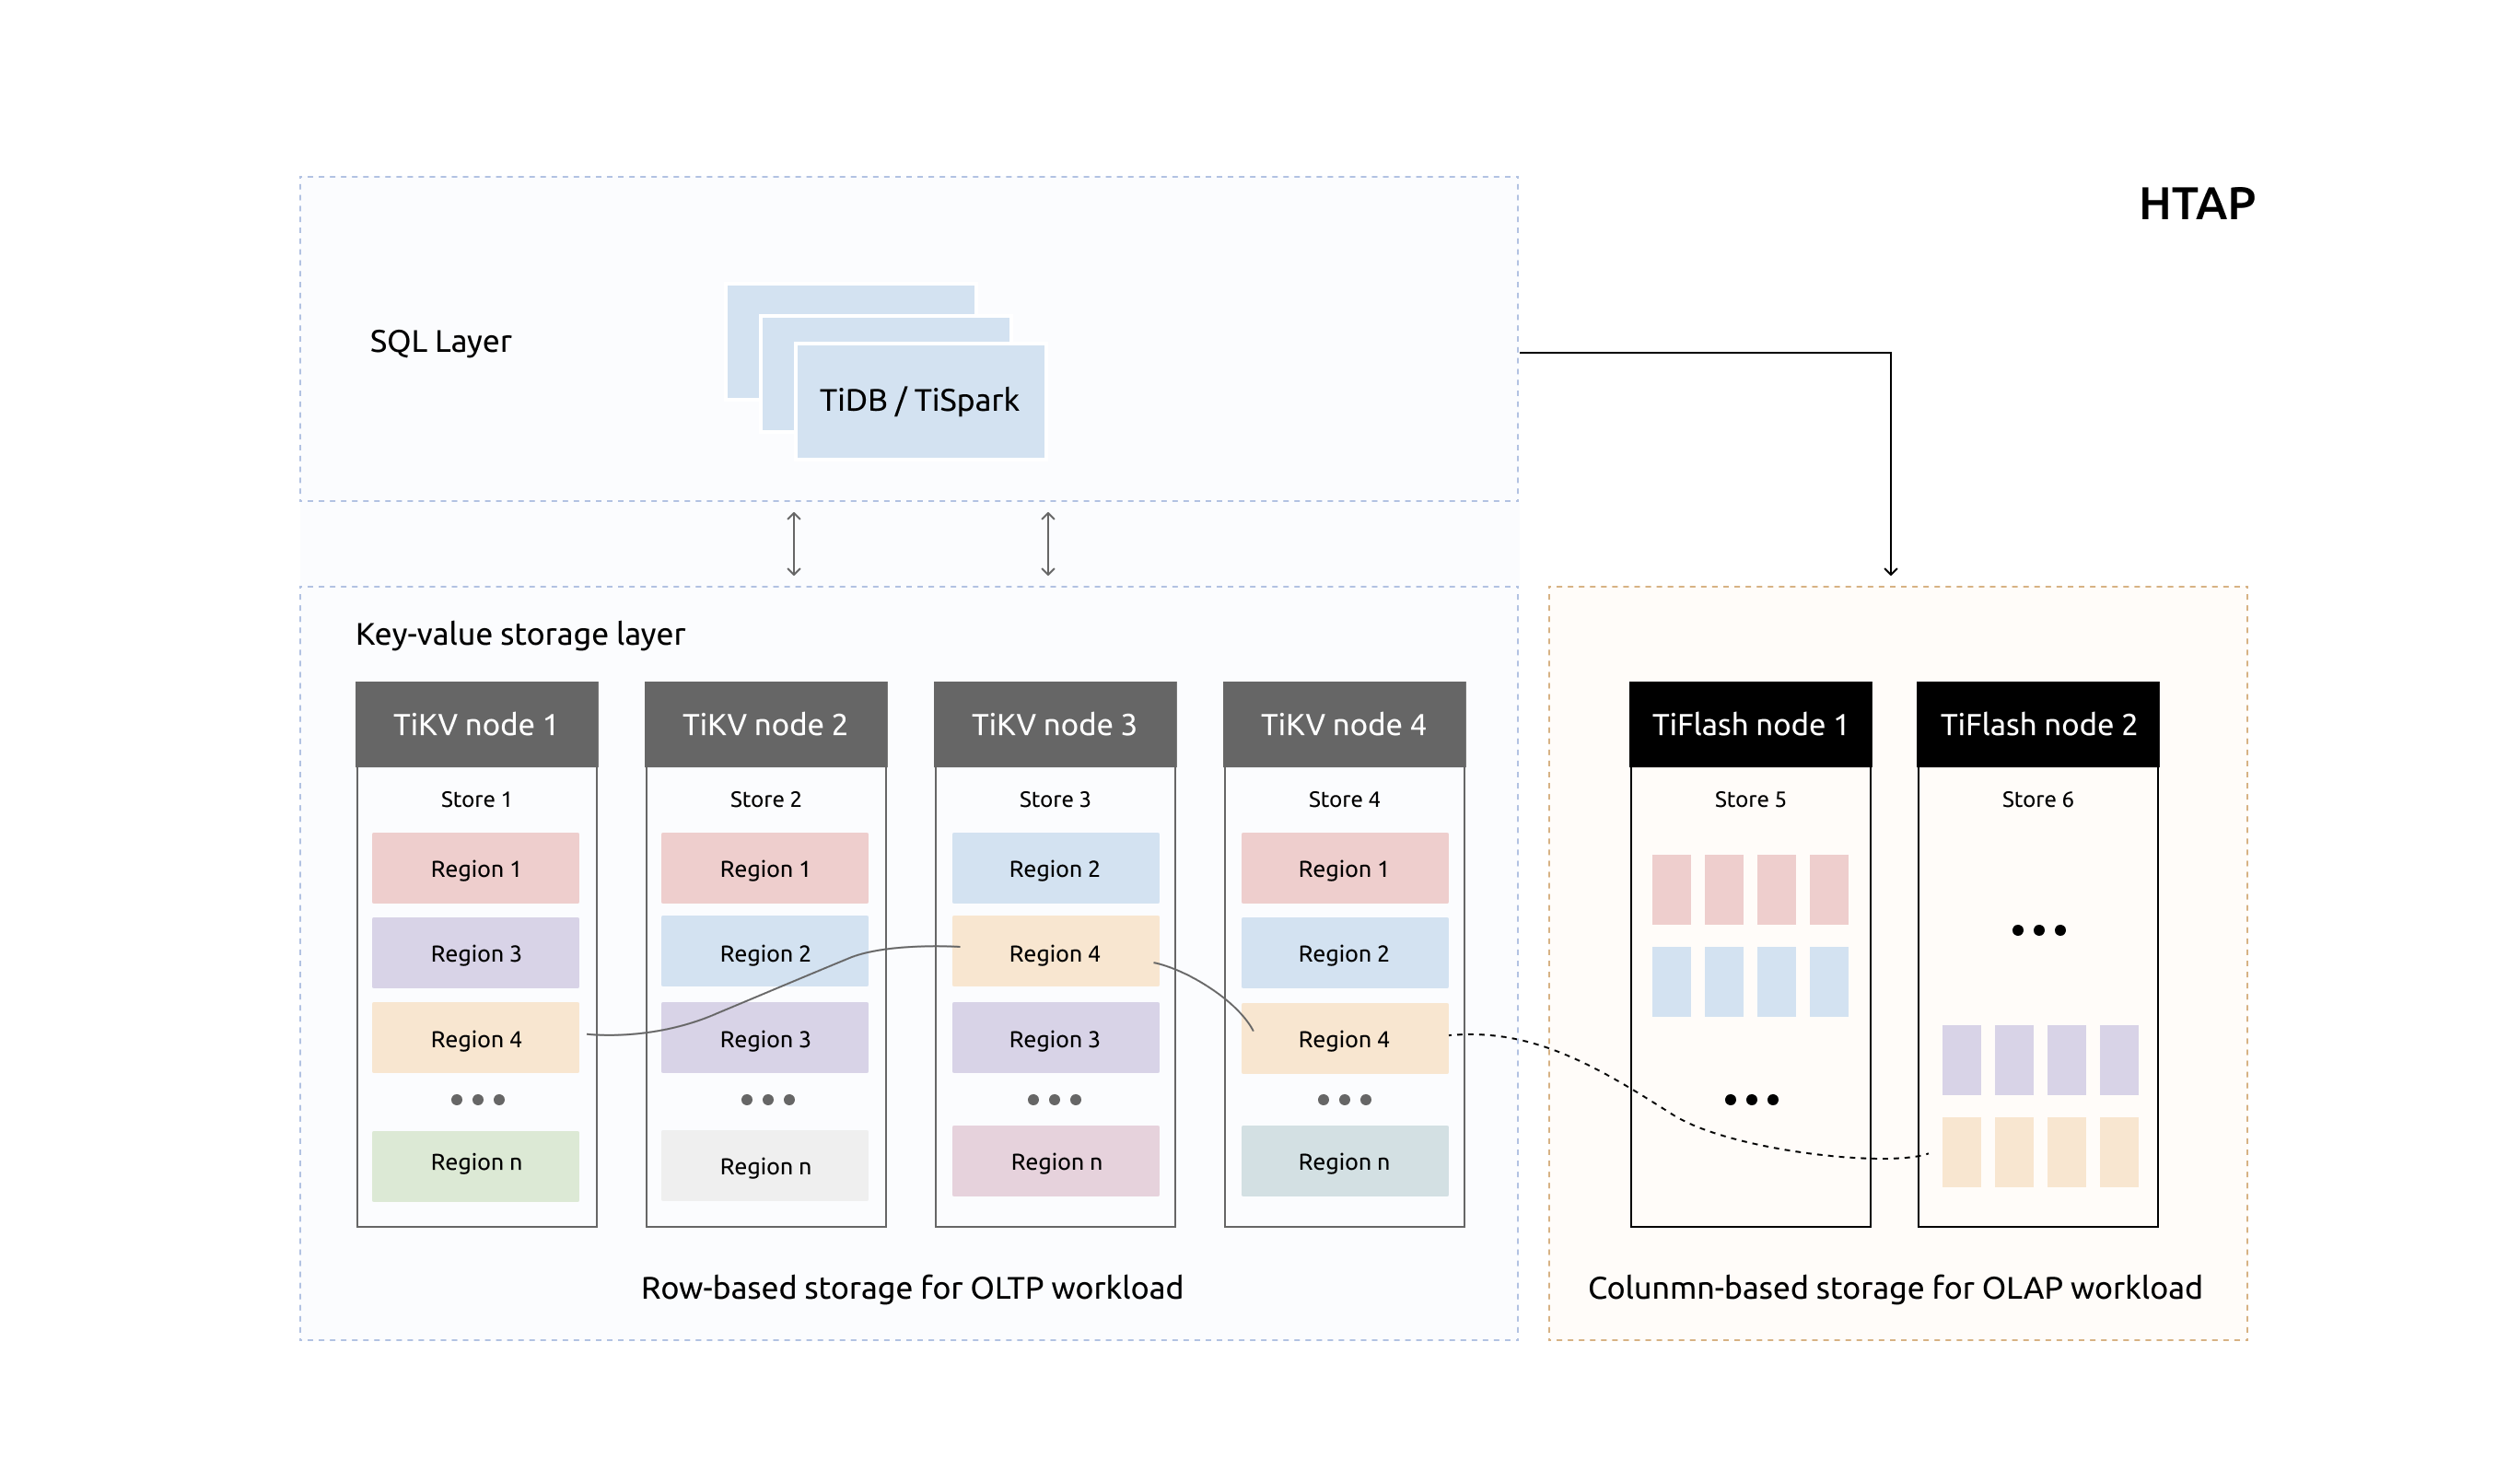 HTAP
SQL Layer
TiDB / TiSpark
Key-value storage layer
TiKV node 1
Store 1
Region 1
Region 3
Region 4
Region n
TiKV node 2
Store 2
Region 1
Region 2
Region 3
Region n
TiKV node 3
Store 3
Region 2
Region 4
Region 3
Region n
TiKV node 4
Store 4
Region 1
Region 2
Region 4
Region n
Row-based storage for OLTP workload
TiFlash node 1
Store 5
TiFlash node 2
Store 6
Colunmn-based storage for OLAP workload